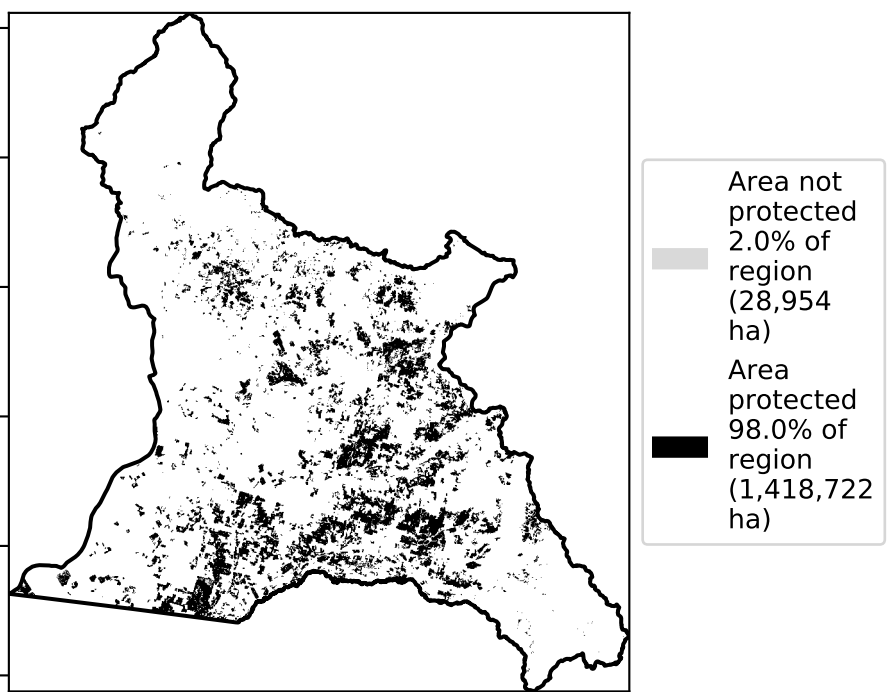 Area not
protected
2.0% of
region
(28,954
ha)
Area
protected
98.0% of
region
(1,418,722
ha)